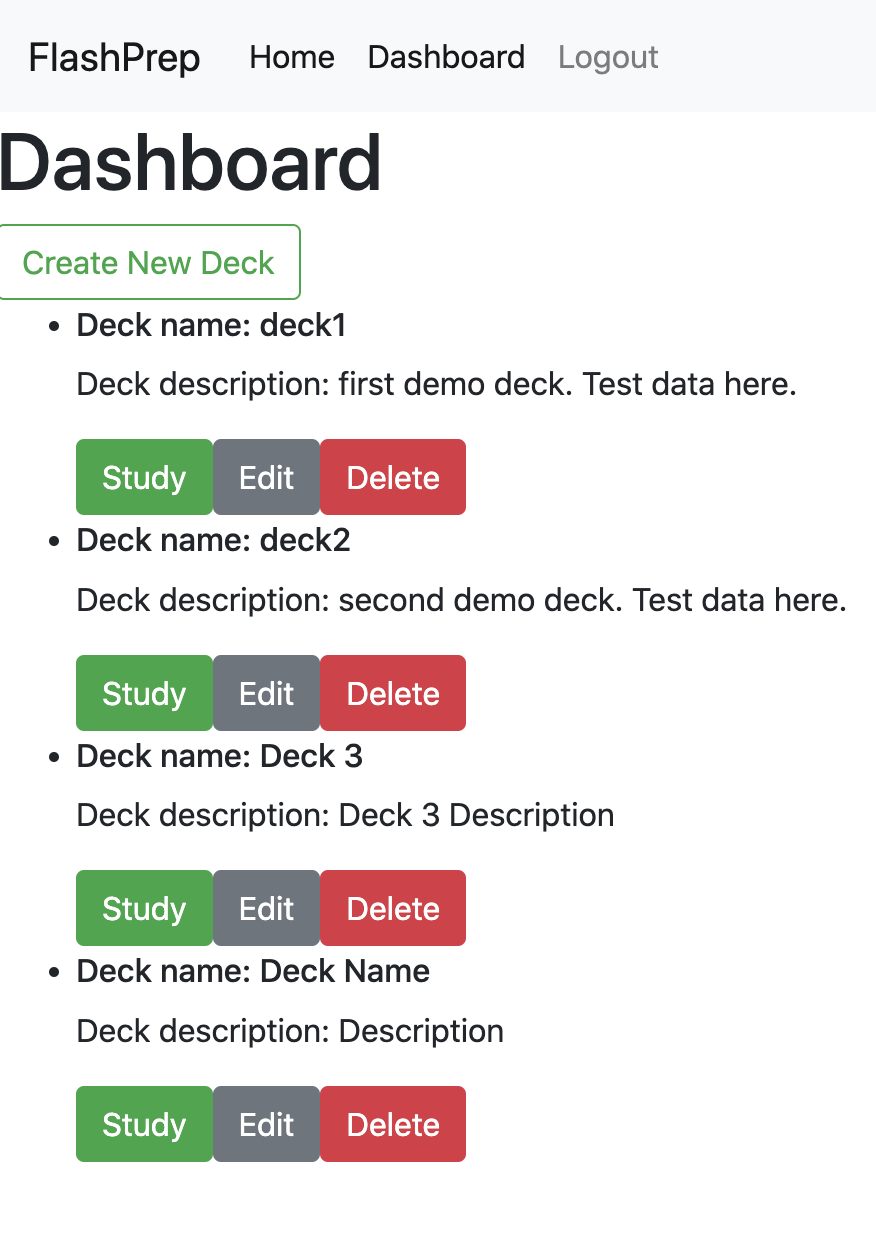 FlashPrep Home Dashboard Logout
Dashboard
Create New Deck
Deck name: deck1
Deck description: first demo deck. Test data here.
Study Edit Delete
Deck name: deck2
Deck description: second demo deck. Test data here.
Study Edit Delete
Deck name: Deck 3
Deck description: Deck 3 Description
Study Edit Delete
Deck name: Deck Name
Deck description: Description
Study Edit Delete